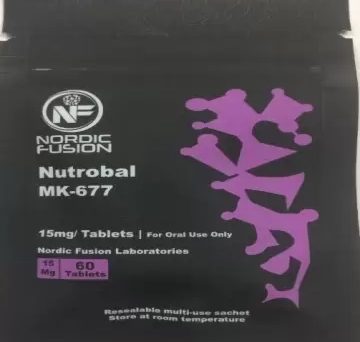 NF
NORDIC
FUSION
Nutrobal
MK-677
15mg/ Tablets | For Oral Use Only
Nordic Fusion Laboratories
15 Mg 60 Tablets
Resealable multi-use sachet
Store at room temperature